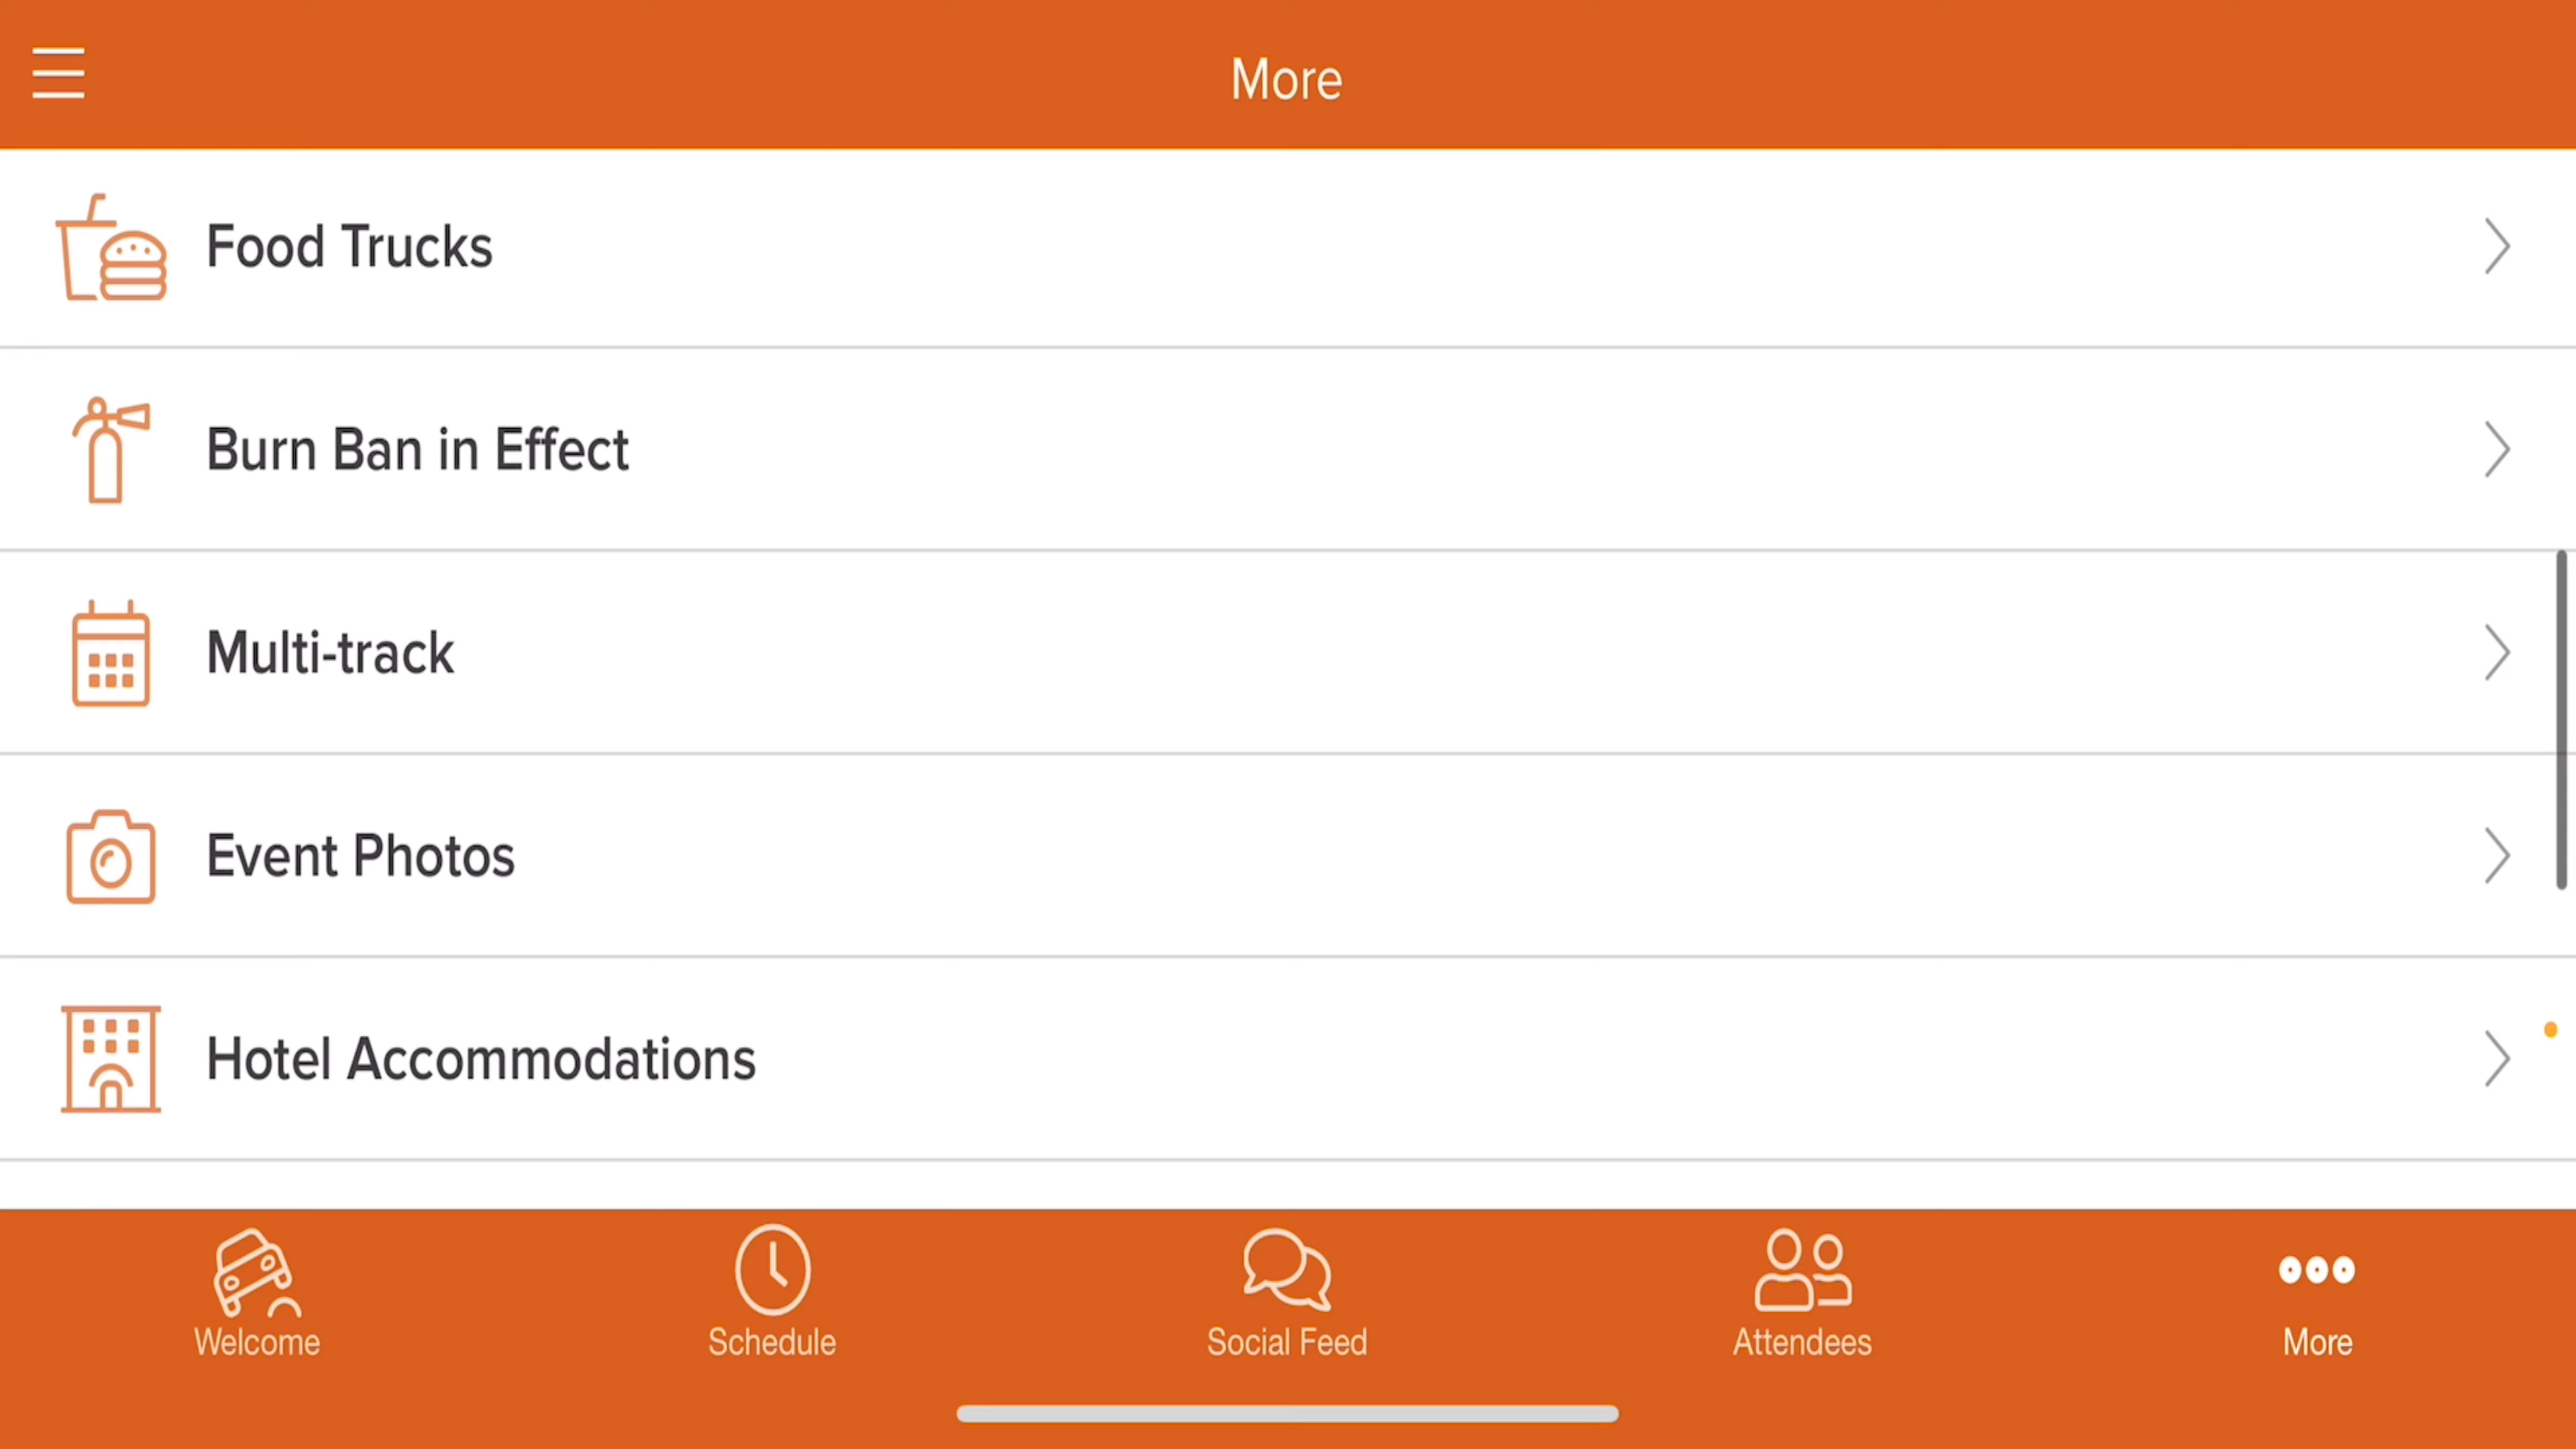 More
Food Trucks
Burn Ban in Effect
Multi-track
Event Photos
Hotel Accommodations
Welcome
Schedule
Social Feed
Attendees
More